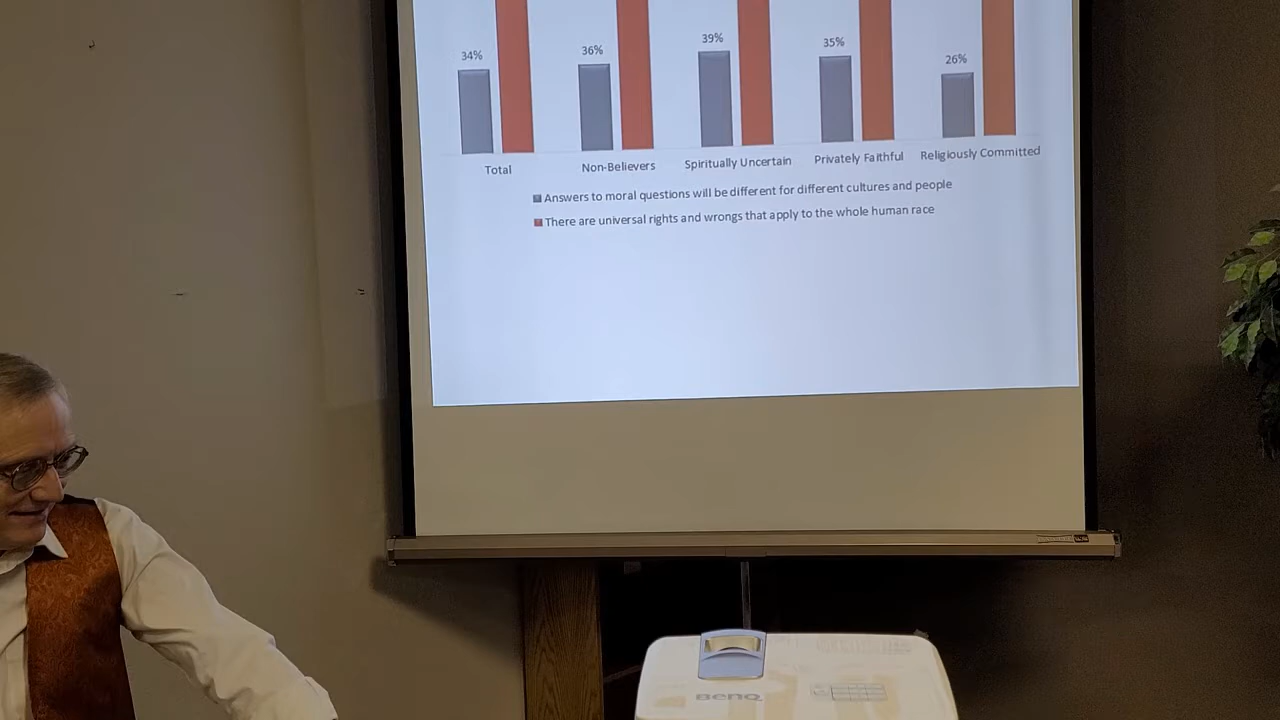 34%
36%
39%
35%
26%
Total
Non-Believers
Spiritually Uncertain
Privately Faithful
Religiously Committed
Answers to moral questions will be different for different cultures and people
There are universal rights and wrongs that apply to the whole human race
BenQ